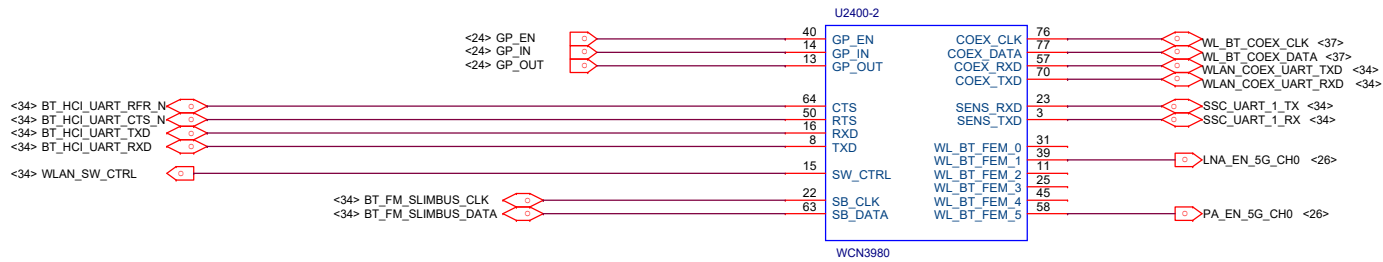 U2400-2
<24> GP_EN 40 GP_EN COEX_CLK 76 WL_BT_COEX_CLK <37>
<24> GP_IN 14 GP_IN COEX_DATA 77 WL_BT_COEX_DATA <37>
<24> GP_OUT 13 GP_OUT COEX_RXD 57 WLAN_COEX_UART_TXD <34>
COEX_TXD 70 WLAN_COEX_UART_RXD <34>
<34> BT_HCI_UART_RFR_N 64 CTS SENS_RXD 23 SSC_UART_1_TX <34>
<34> BT_HCI_UART_CTS_N 50 RTS SENS_TXD 3 SSC_UART_1_RX <34>
<34> BT_HCI_UART_TXD 16 RXD
<34> BT_HCI_UART_RXD 8 TXD WL_BT_FEM_0 31
WL_BT_FEM_1 39 LNA_EN_5G_CH0 <26>
<34> WLAN_SW_CTRL 15 SW_CTRL WL_BT_FEM_2 11
WL_BT_FEM_3 25
<34> BT_FM_SLIMBUS_CLK 22 SB_CLK WL_BT_FEM_4 45
<34> BT_FM_SLIMBUS_DATA 63 SB_DATA WL_BT_FEM_5 58 PA_EN_5G_CH0 <26>
WCN3980